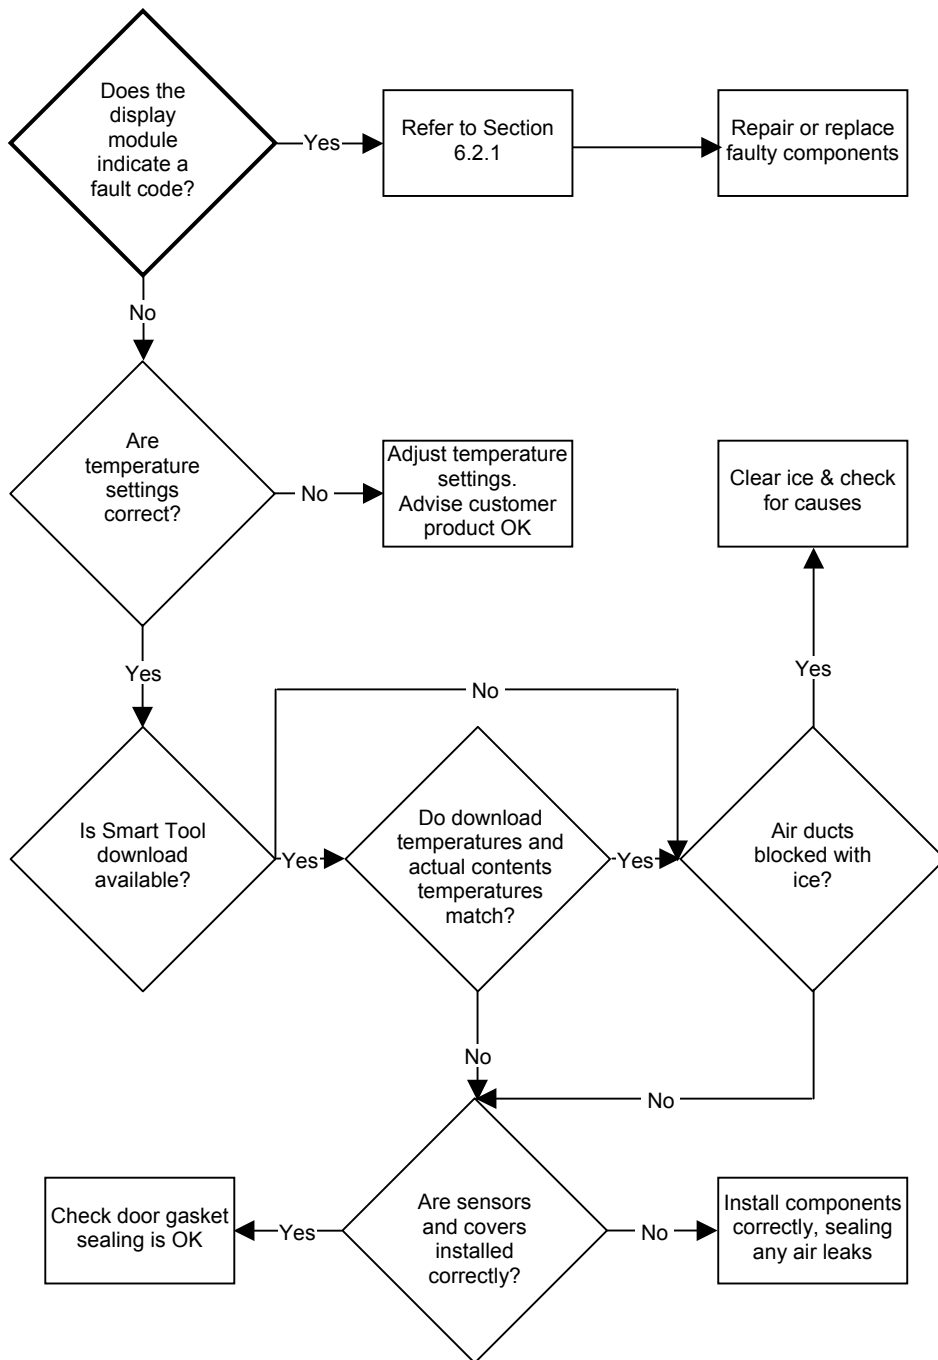 Does the
display
module
indicate a
fault code?
Yes
Refer to Section
6.2.1
Repair or replace
faulty components
No
Are
temperature
settings
correct?
No
Adjust temperature
settings.
Advise customer
product OK
Clear ice & check
for causes
Yes
Yes
No
Is Smart Tool
download
available?
Yes
Do download
temperatures and
actual contents
temperatures
match?
Yes
Air ducts
blocked with
ice?
No
No
Check door gasket
sealing is OK
Yes
Are sensors
and covers
installed
correctly?
No
Install components
correctly, sealing
any air leaks